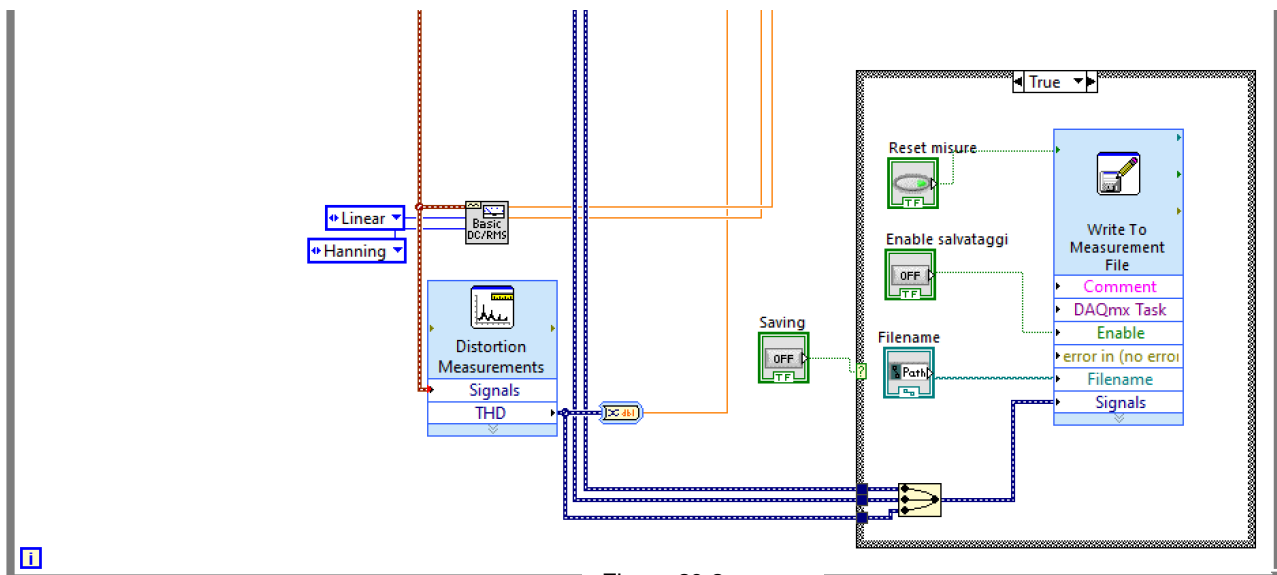 True
Reset misure
TF
Write To
Measurement
File
Linear
Basic
DC/RMS
Hanning
Enable salvataggi
OFF
TF
Comment
DAQmx Task
Enable
error in (no error
Filename
Signals
Saving
OFF
TF
Filename
Path
Distortion
Measurements
Signals
THD
dbl
?
i